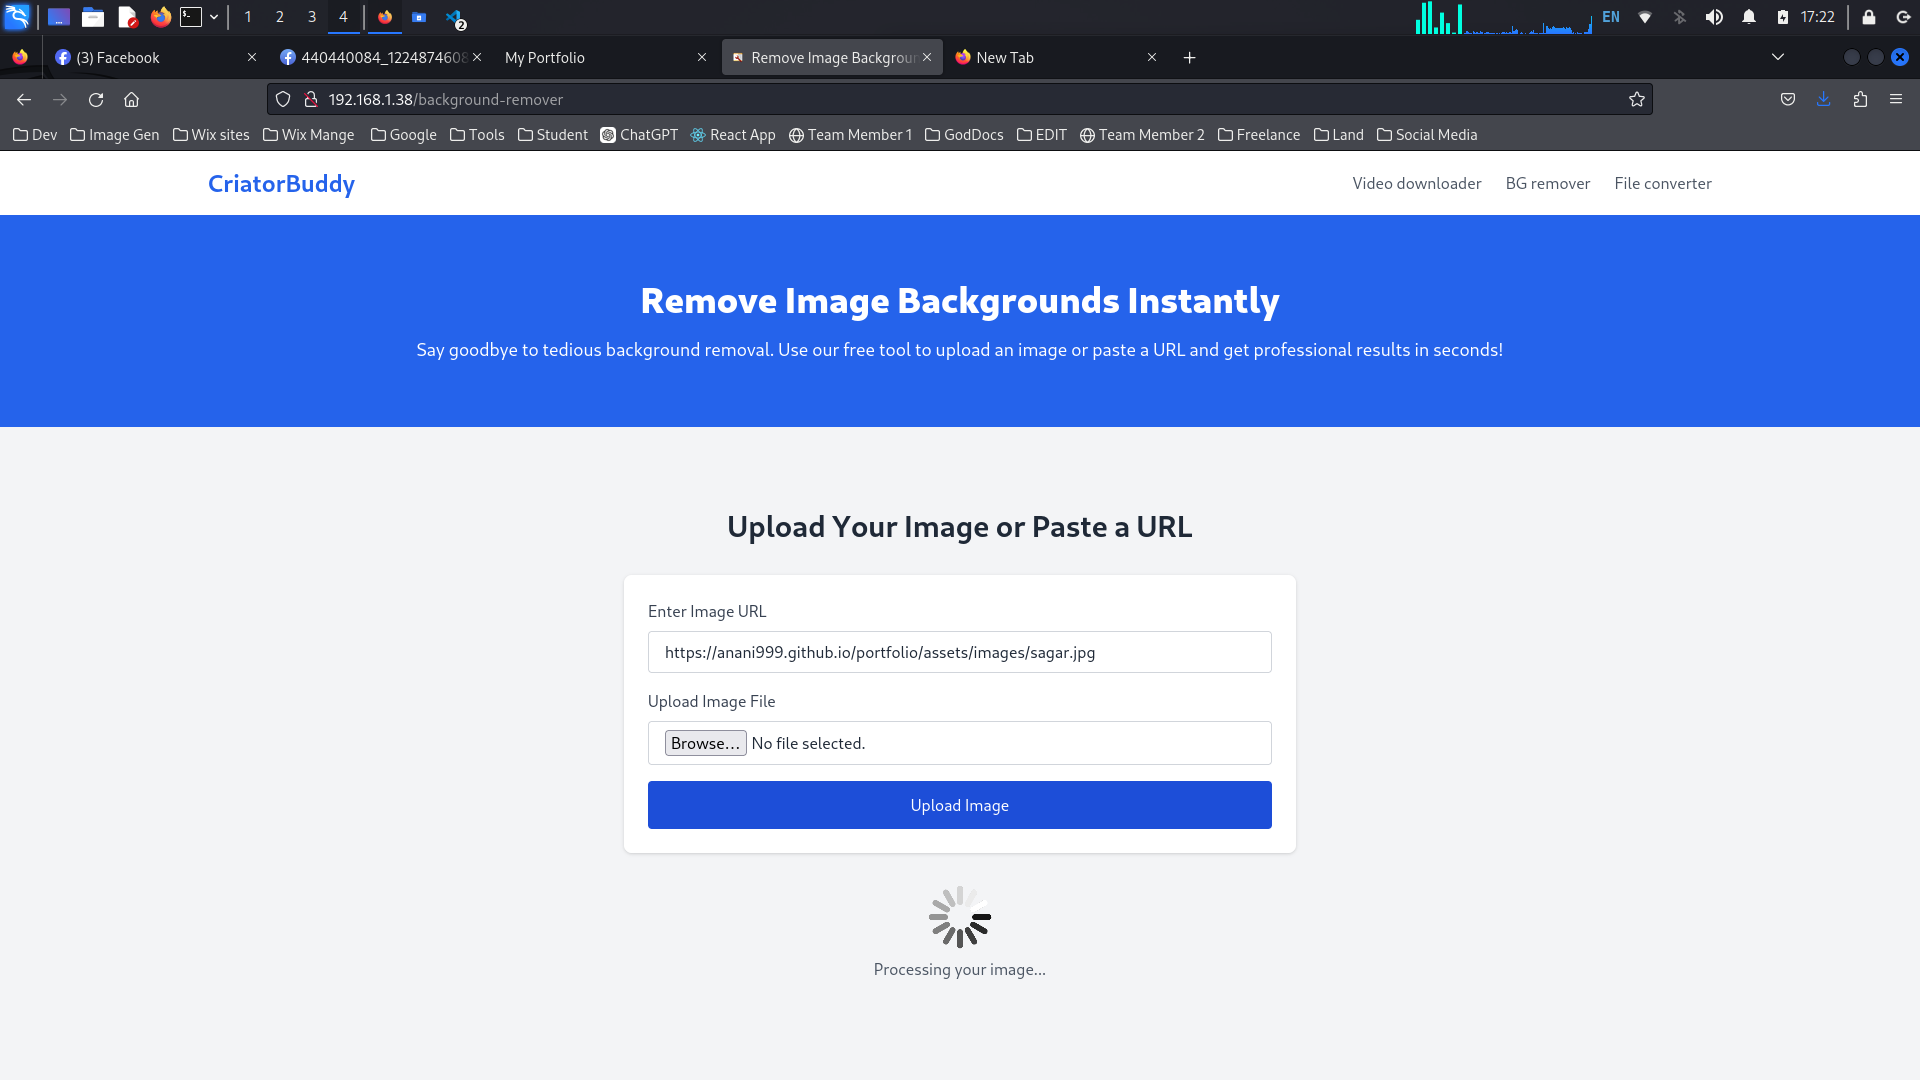 1 2 3 4 2 EN 17:22
(3) Facebook 440440084_1224874608 My Portfolio Remove Image Backgroun New Tab
192.168.1.38/background-remover
Dev Image Gen Wix sites Wix Mange Google Tools Student ChatGPT React App Team Member 1 GodDocs EDIT Team Member 2 Freelance Land Social Media
CriatorBuddy Video downloader BG remover File converter
Remove Image Backgrounds Instantly
Say goodbye to tedious background removal. Use our free tool to upload an image or paste a URL and get professional results in seconds!
Upload Your Image or Paste a URL
Enter Image URL
https://anani999.github.io/portfolio/assets/images/sagar.jpg
Upload Image File
Browse... No file selected.
Upload Image
Processing your image...